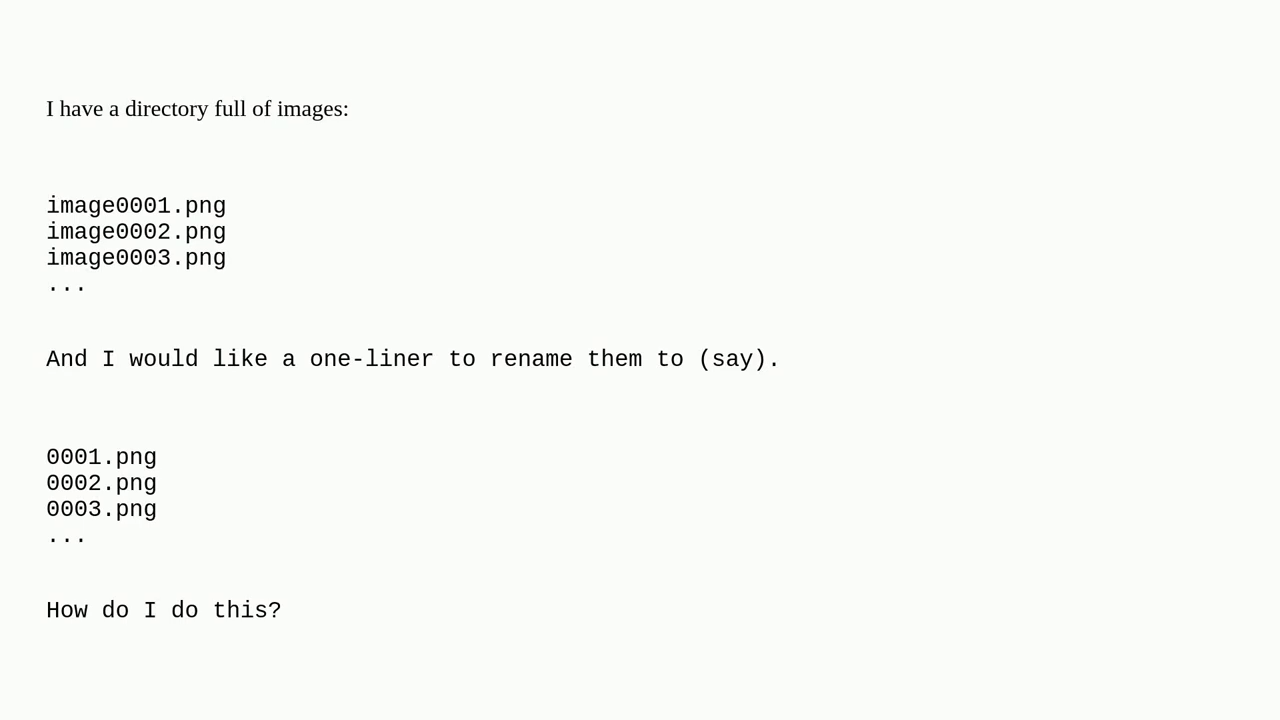 I have a directory full of images:
image0001.png
image0002.png
image0003.png
...
And I would like a one-liner to rename them to (say).
0001.png
0002.png
0003.png
...
How do I do this?